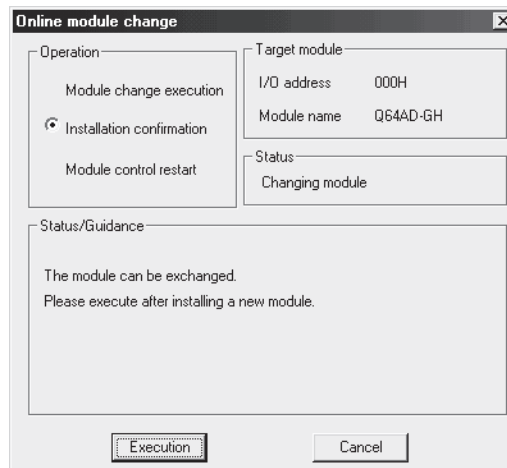 Online module change
Operation
Module change execution
Installation confirmation
Module control restart
Target module
I/O address 000H
Module name Q64AD-GH
Status
Changing module
Status/Guidance
The module can be exchanged.
Please execute after installing a new module.
Execution Cancel